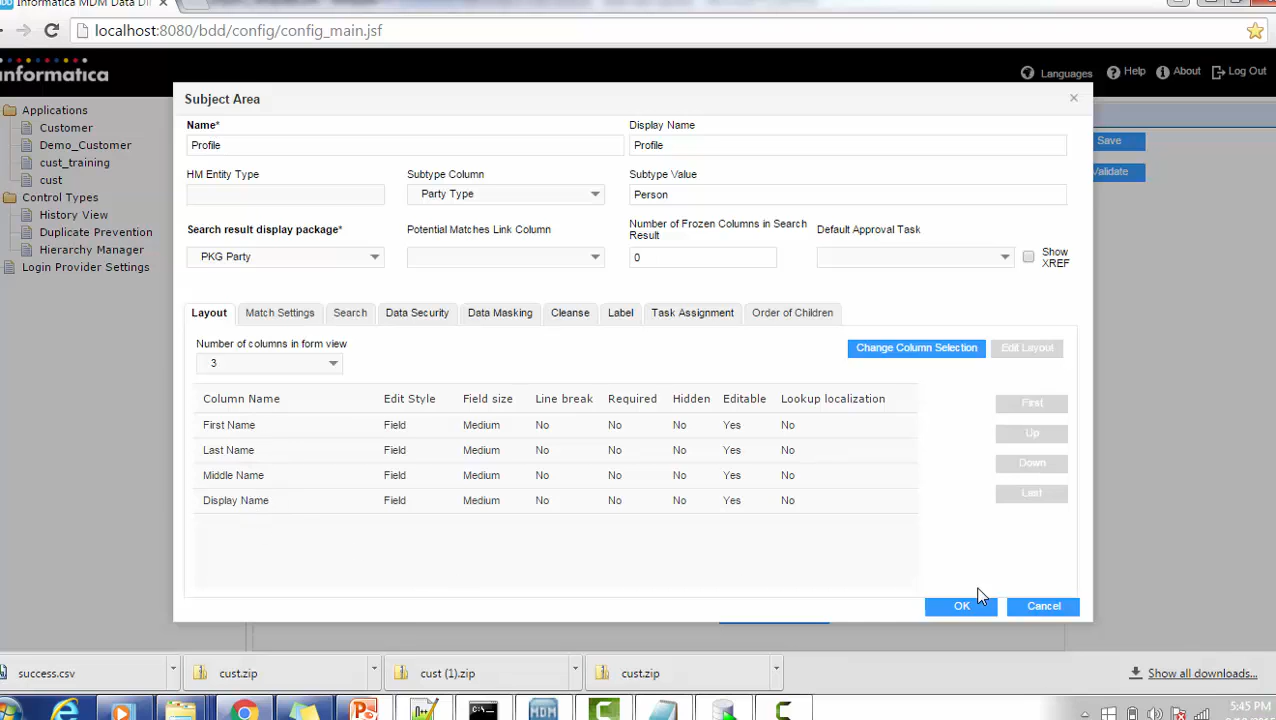 Informatica MDM Data Di
localhost:8080/bdd/config/config_main.jsf
informatica
Languages
Help
About
Log Out
Applications
Customer
Demo_Customer
cust_training
cust
Control Types
History View
Duplicate Prevention
Hierarchy Manager
Login Provider Settings
Save
Validate
Subject Area
Name*
Display Name
Profile
Profile
HM Entity Type
Subtype Column
Subtype Value
Party Type
Person
Search result display package*
Potential Matches Link Column
Number of Frozen Columns in Search
Result
Default Approval Task
PKG Party
0
Show
XREF
Layout
Match Settings
Search
Data Security
Data Masking
Cleanse
Label
Task Assignment
Order of Children
Number of columns in form view
3
Change Column Selection
Edit Layout
Column Name Edit Style Field size Line break Required Hidden Editable Lookup localization
First Name Field Medium No No No Yes No
Last Name Field Medium No No No Yes No
Middle Name Field Medium No No No Yes No
Display Name Field Medium No No No Yes No
First
Up
Down
Last
OK
Cancel
success.csv
cust.zip
cust (1).zip
cust.zip
Show all downloads...
MDM
5:45 PM